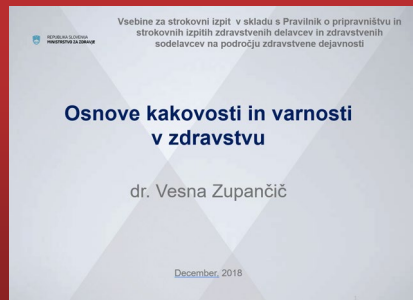 Vsebine za strokovni izpit v skladu s Pravilnik o pripravništvu in
strokovnih izpitih zdravstvenih delavcev in zdravstvenih
sodelavcev na področju zdravstvene dejavnosti
REPUBLIKA SLOVENIJA
MINISTRSTVO ZA ZDRAVJE
Osnove kakovosti in varnosti
v zdravstvu
dr. Vesna Zupančič
December, 2018